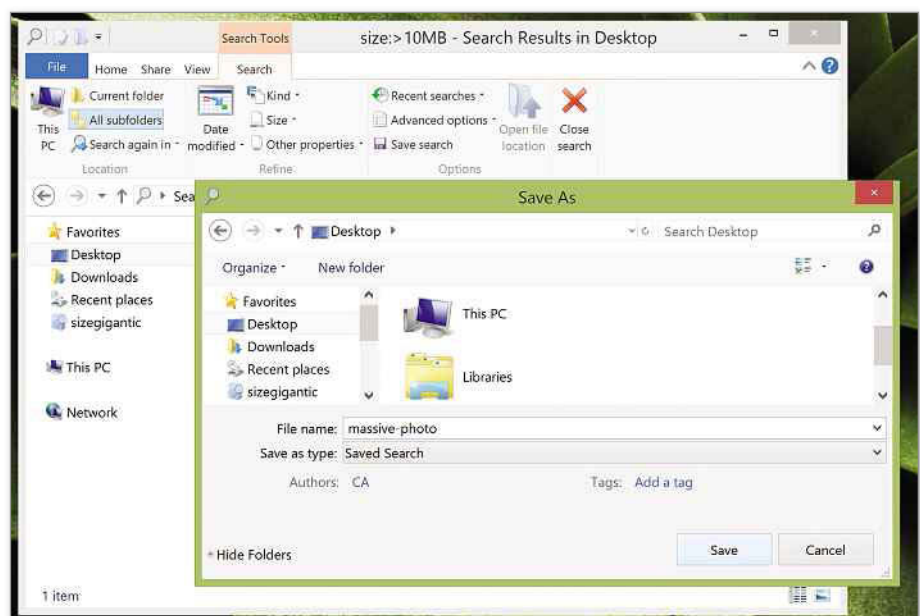 Search Tools
size:>10MB - Search Results in Desktop
File Home Share View Search
Current folder
All subfolders
Search again in
This PC
Location
Date modified
Kind
Size
Other properties
Refine
Recent searches
Advanced options
Save search
Open file location
Close search
Options
Sea
Favorites
Desktop
Downloads
Recent places
sizegigantic
This PC
Network
1 item
Save As
Desktop
Search Desktop
Organize New folder
Favorites
Desktop
Downloads
Recent places
sizegigantic
This PC
Libraries
File name: massive-photo
Save as type: Saved Search
Authors: CA Tags: Add a tag
Hide Folders
Save Cancel